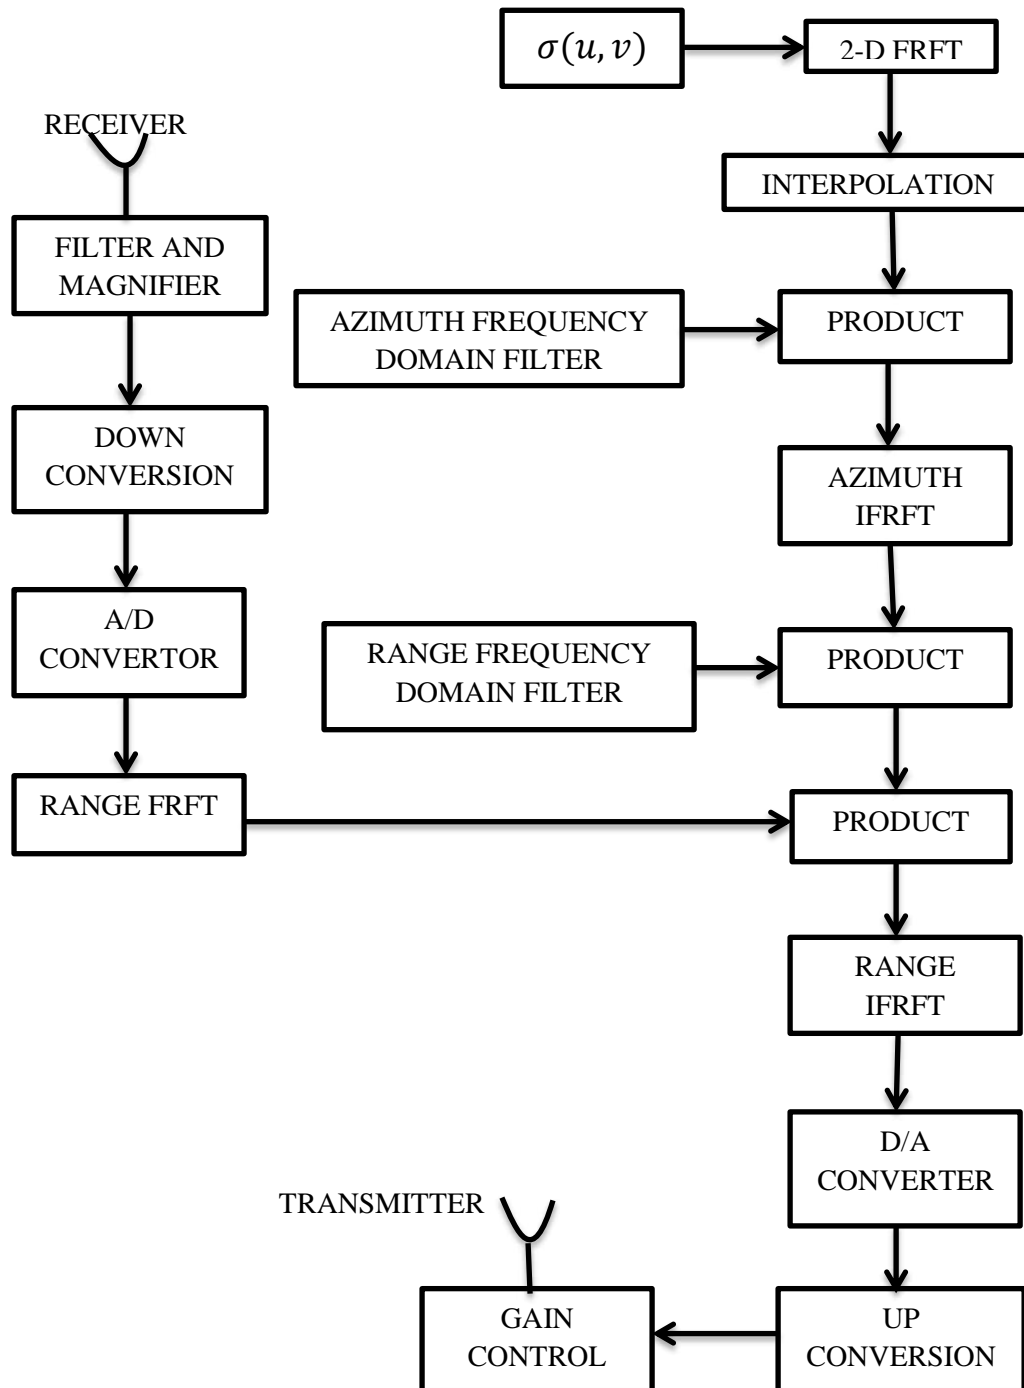 σ(u, v)
2-D FRFT
RECEIVER
INTERPOLATION
FILTER AND
MAGNIFIER
AZIMUTH FREQUENCY
DOMAIN FILTER
PRODUCT
DOWN
CONVERSION
AZIMUTH
IFRFT
A/D
CONVERTOR
RANGE FREQUENCY
DOMAIN FILTER
PRODUCT
RANGE FRFT
PRODUCT
RANGE
IFRFT
D/A
CONVERTER
TRANSMITTER
GAIN
CONTROL
UP
CONVERSION